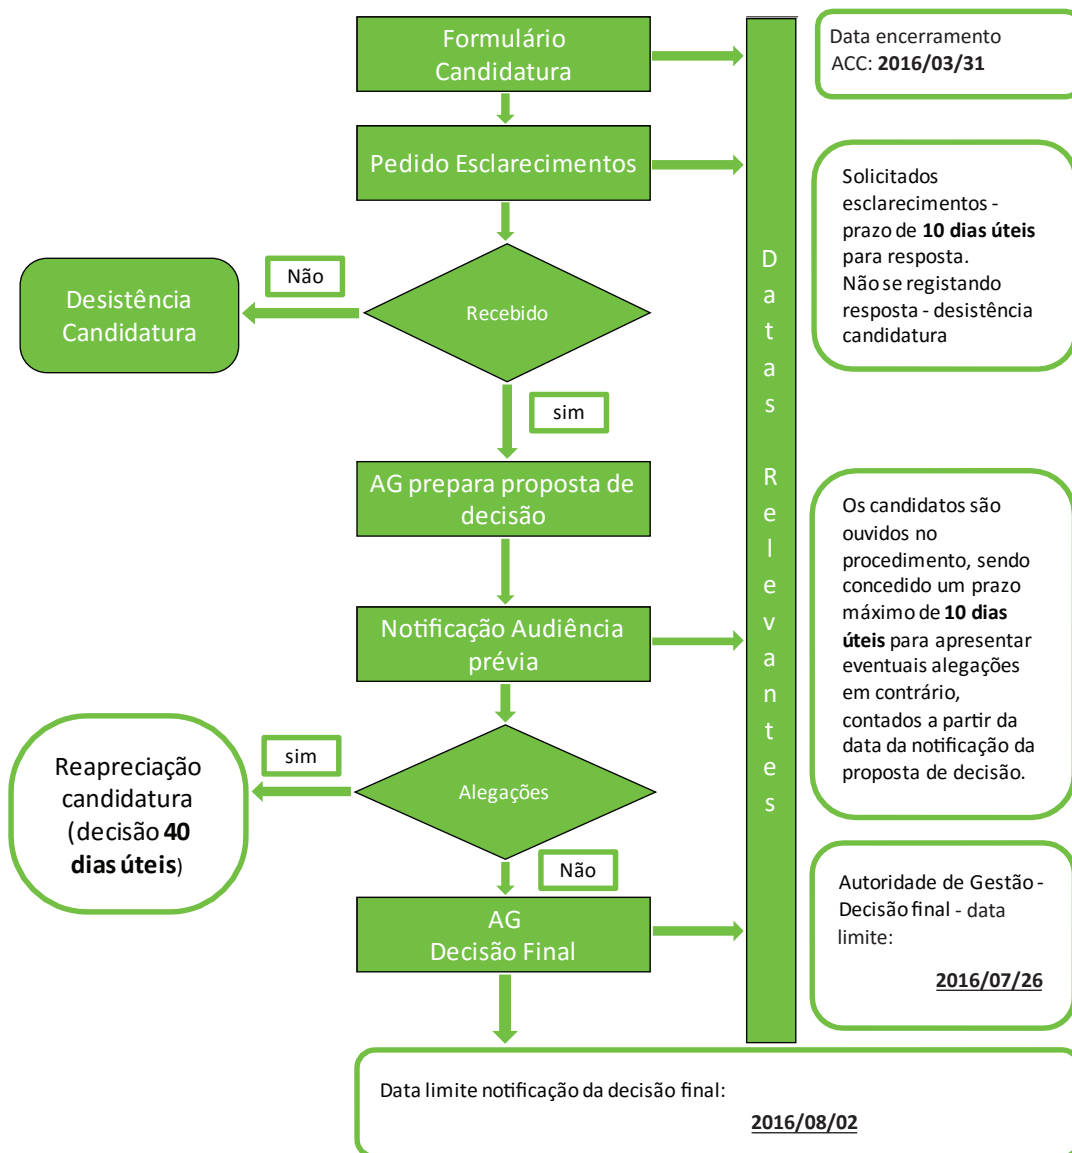 Formulário
Candidatura
Data encerramento
ACC: 2016/03/31
Pedido Esclarecimentos
Solicitados
esclarecimentos -
prazo de 10 dias úteis
para resposta.
Não se registando
resposta - desistência
candidatura
Não
Desistência
Candidatura
Recebido
sim
AG prepara proposta de
decisão
Datas Relevantes
Os candidatos são
ouvidos no
procedimento, sendo
concedido um prazo
máximo de 10 dias
úteis para apresentar
eventuais alegações
em contrário,
contados a partir da
data da notificação da
proposta de decisão.
Notificação Audiência
prévia
sim
Reapreciação
candidatura
(decisão 40
dias úteis)
Alegações
Não
AG
Decisão Final
Autoridade de Gestão -
Decisão final - data
limite:
2016/07/26
Data limite notificação da decisão final:
2016/08/02